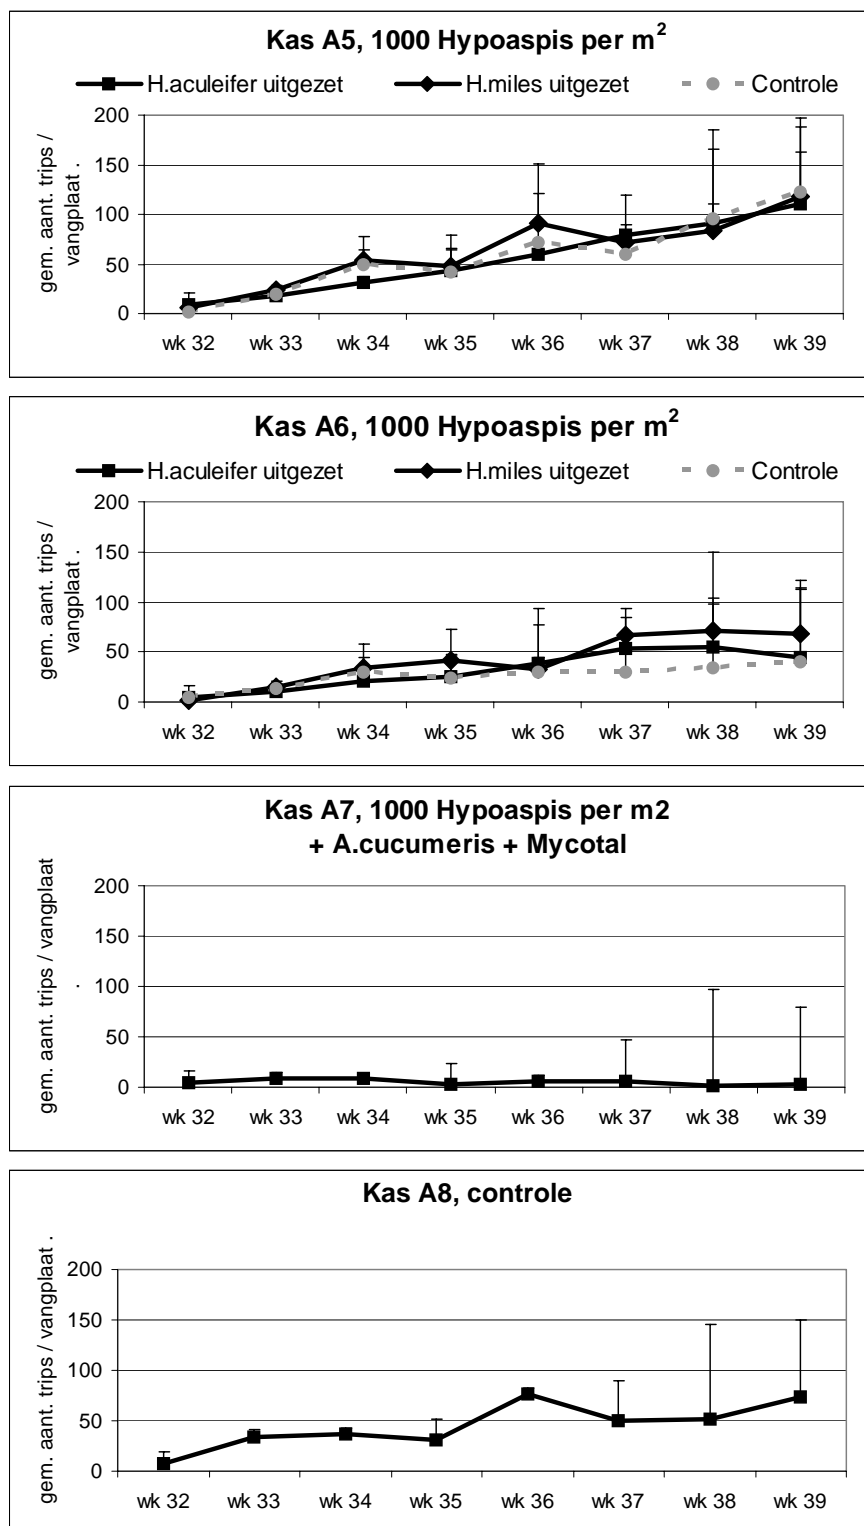 Kas A5, 1000 Hypoaspis per m²
H.aculeifer uitgezet H.miles uitgezet Controle
gem. aant. trips /
vangplaat .
200
150
100
50
0
wk 32 wk 33 wk 34 wk 35 wk 36 wk 37 wk 38 wk 39
Kas A6, 1000 Hypoaspis per m²
H.aculeifer uitgezet H.miles uitgezet Controle
gem. aant. trips /
vangplaat .
200
150
100
50
0
wk 32 wk 33 wk 34 wk 35 wk 36 wk 37 wk 38 wk 39
Kas A7, 1000 Hypoaspis per m2
+ A.cucumeris + Mycotal
gem. aant. trips / vangplaat
.
200
150
100
50
0
wk 32 wk 33 wk 34 wk 35 wk 36 wk 37 wk 38 wk 39
Kas A8, controle
gem. aant. trips / vangplaat .
200
150
100
50
0
wk 32 wk 33 wk 34 wk 35 wk 36 wk 37 wk 38 wk 39